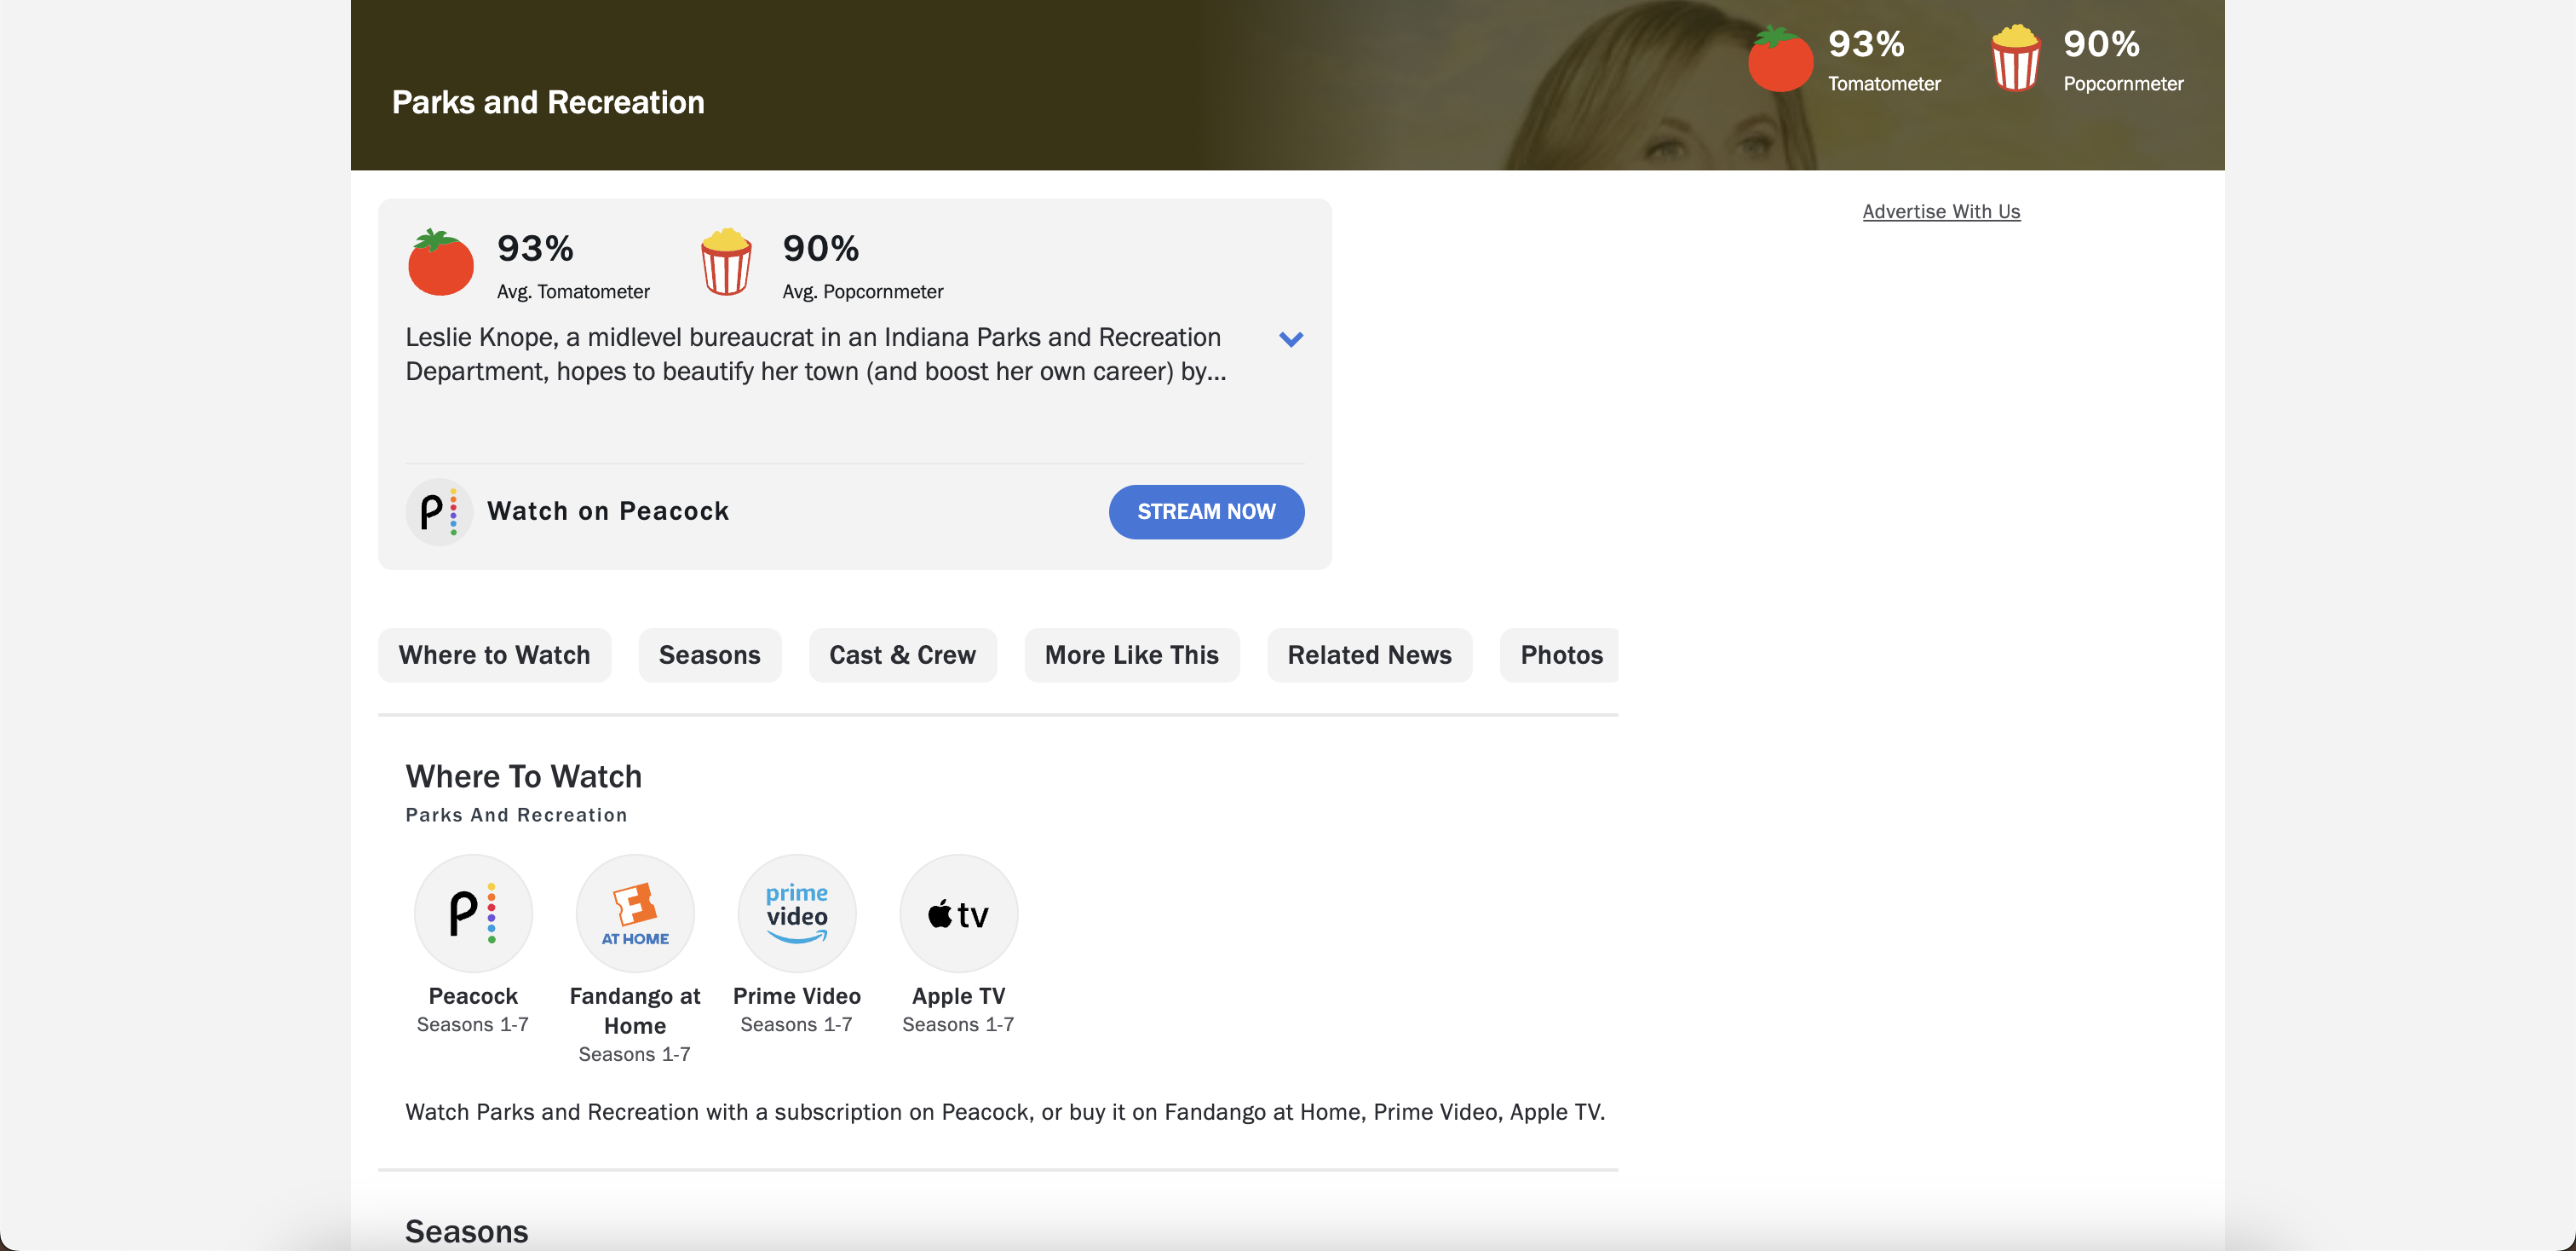 93%
Tomatometer
90%
Popcornmeter
Parks and Recreation
Advertise With Us
93%
Avg. Tomatometer
90%
Avg. Popcornmeter
Leslie Knope, a midlevel bureaucrat in an Indiana Parks and Recreation
Department, hopes to beautify her town (and boost her own career) by...
P
Watch on Peacock
STREAM NOW
Where to Watch
Seasons
Cast & Crew
More Like This
Related News
Photos
Where To Watch
Parks And Recreation
P
Peacock
Seasons 1-7
F
AT HOME
Fandango at
Home
Seasons 1-7
prime
video
Prime Video
Seasons 1-7
tv
Apple TV
Seasons 1-7
Watch Parks and Recreation with a subscription on Peacock, or buy it on Fandango at Home, Prime Video, Apple TV.
Seasons